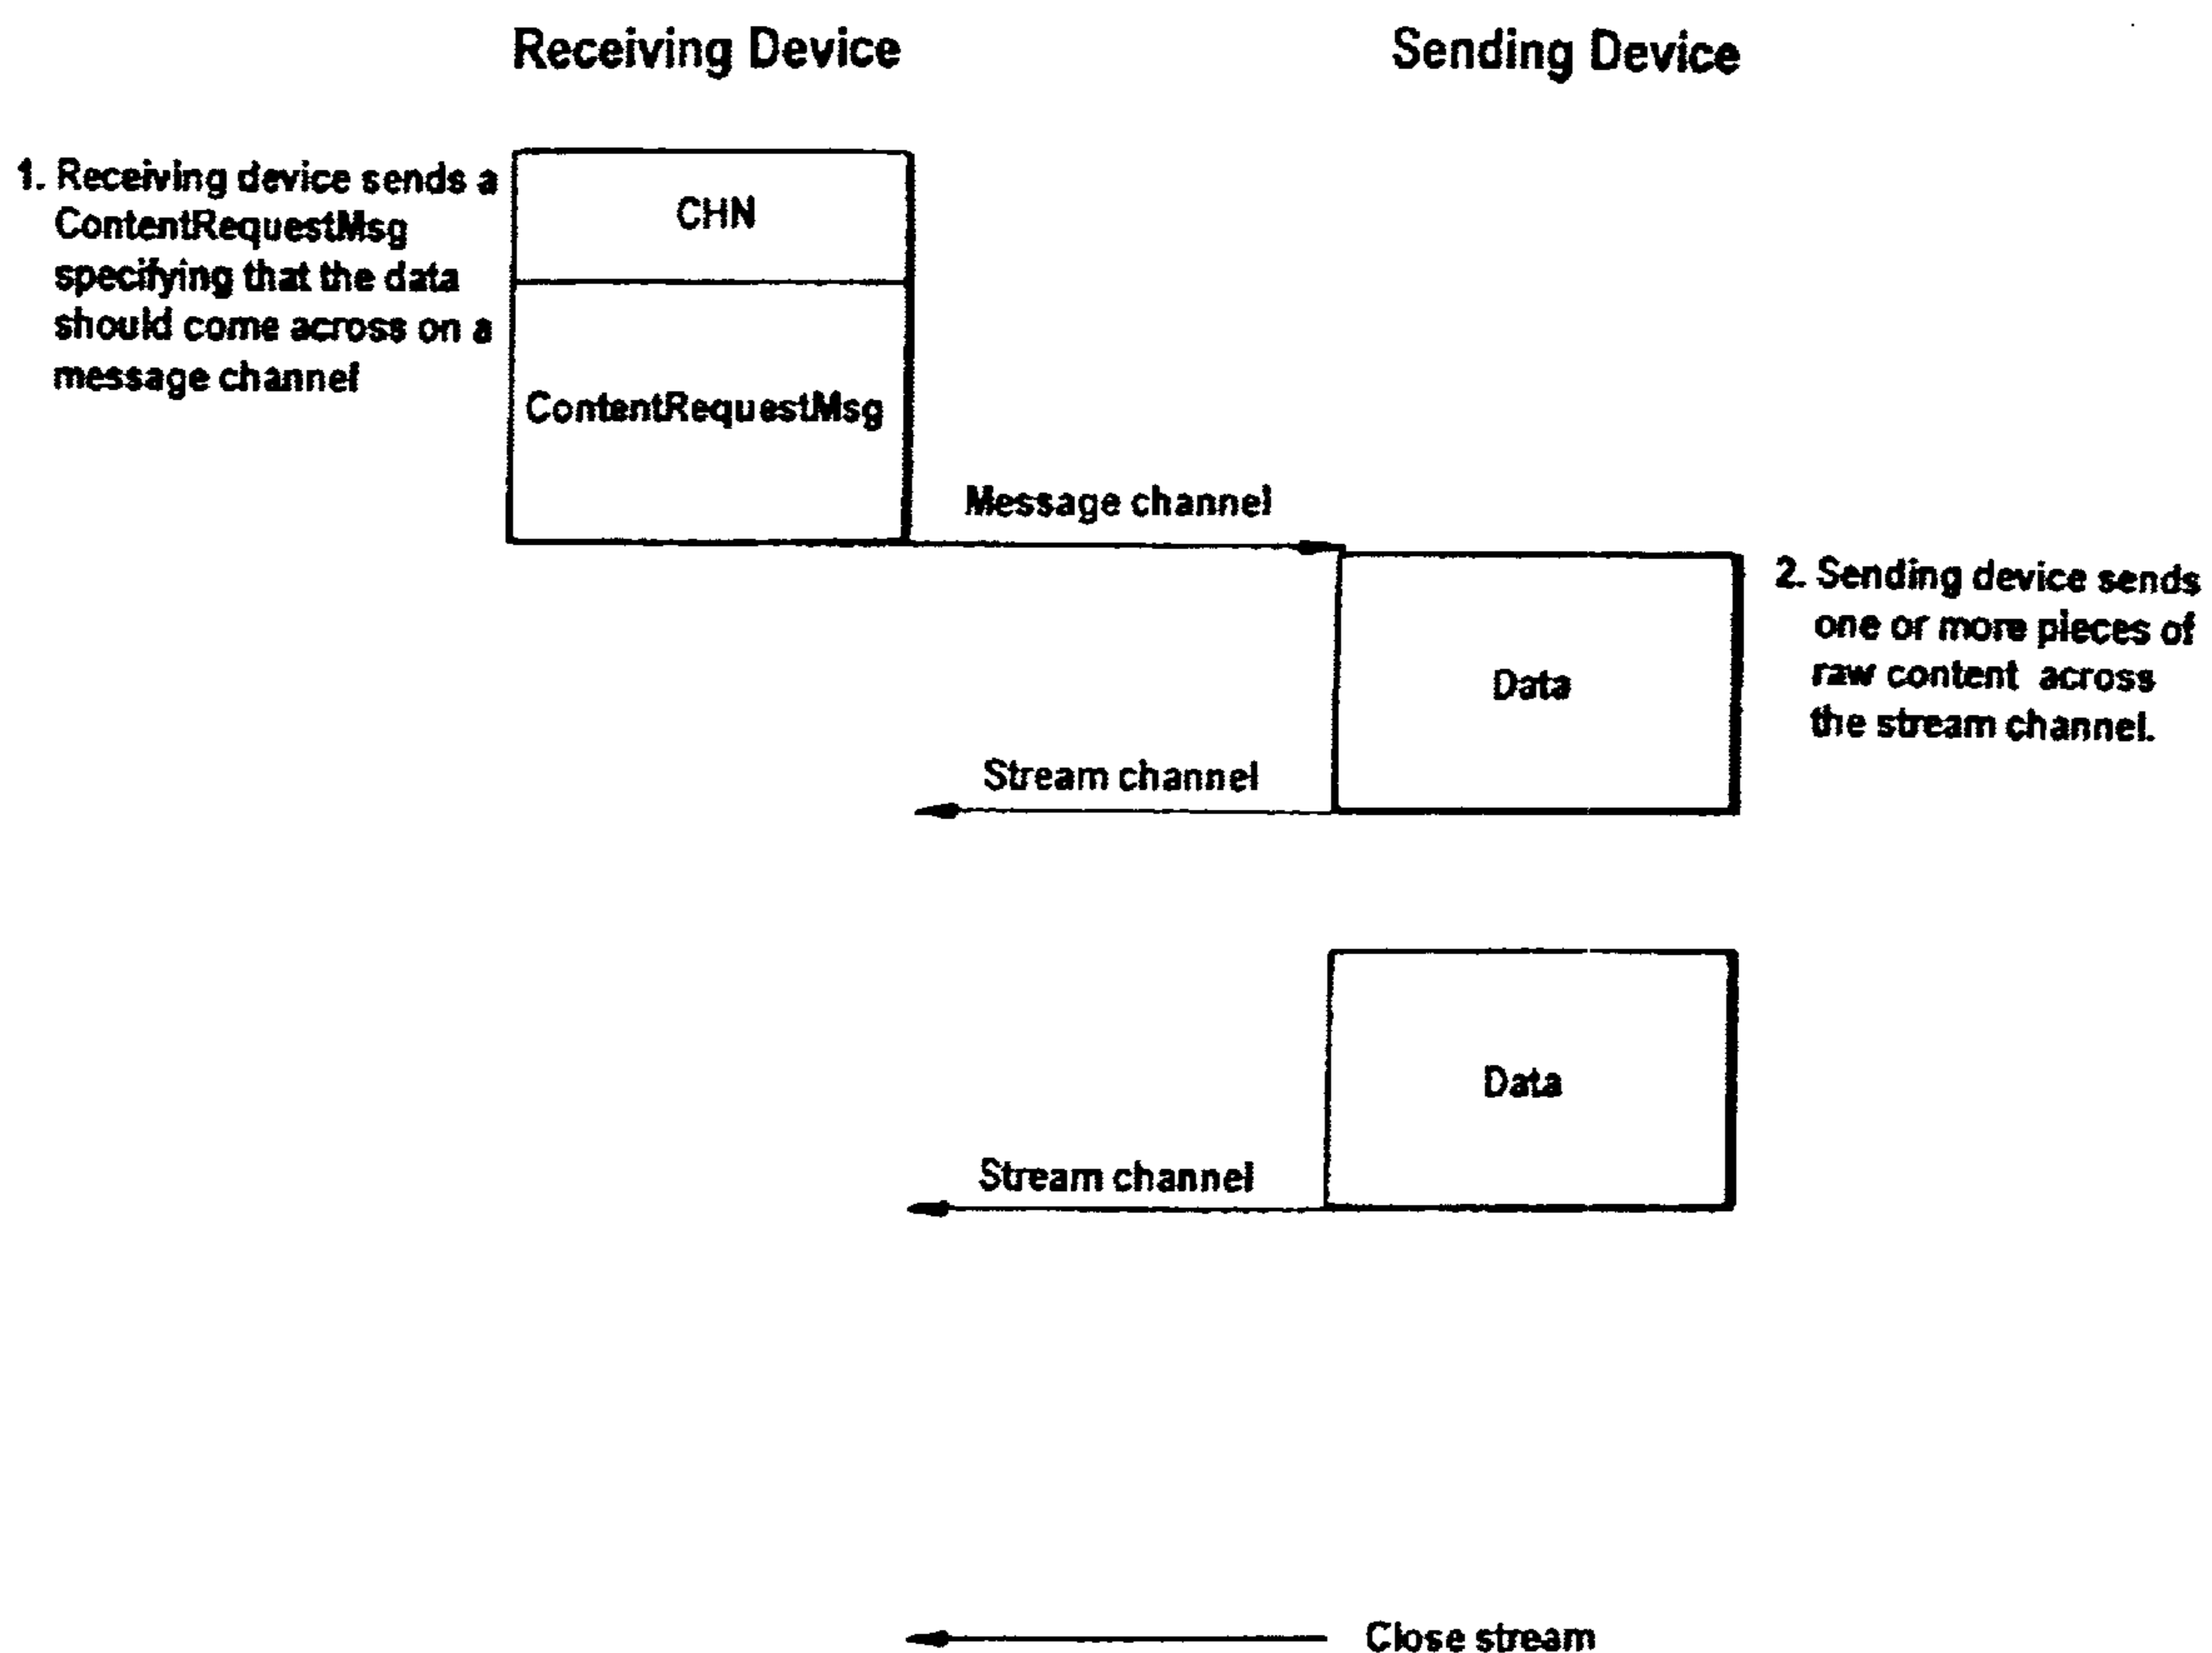 Receiving Device
Sending Device
1. Receiving device sends a
ContentRequestMsg
specifying that the data
should come across on a
message channel
CHN
ContentRequestMsg
Message channel
2. Sending device sends
one or more pieces of
raw content across
the stream channel.
Data
Stream channel
Data
Stream channel
Close stream